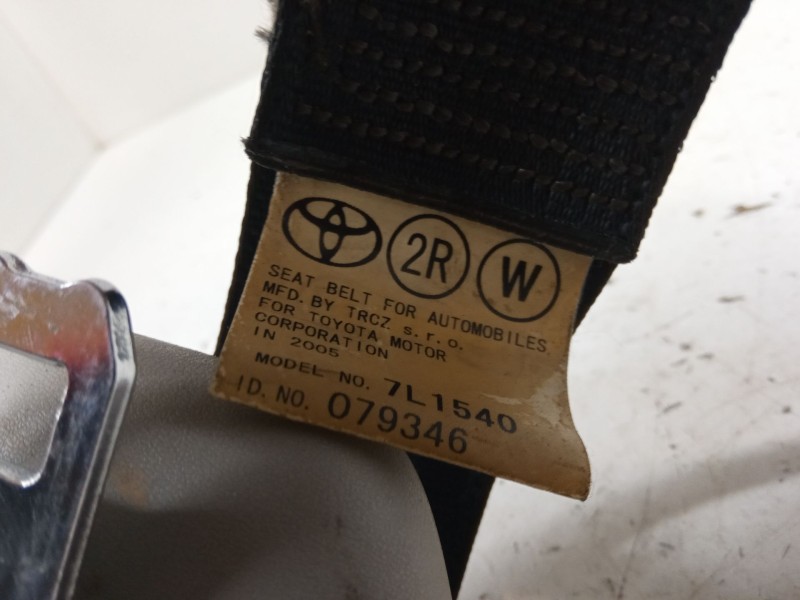 2R W
SEAT BELT FOR AUTOMOBILES
MFD. BY TRCZ s.r.o.
FOR TOYOTA MOTOR
CORPORATION
IN 2005
MODEL NO. 7L1540
ID. NO. 079346